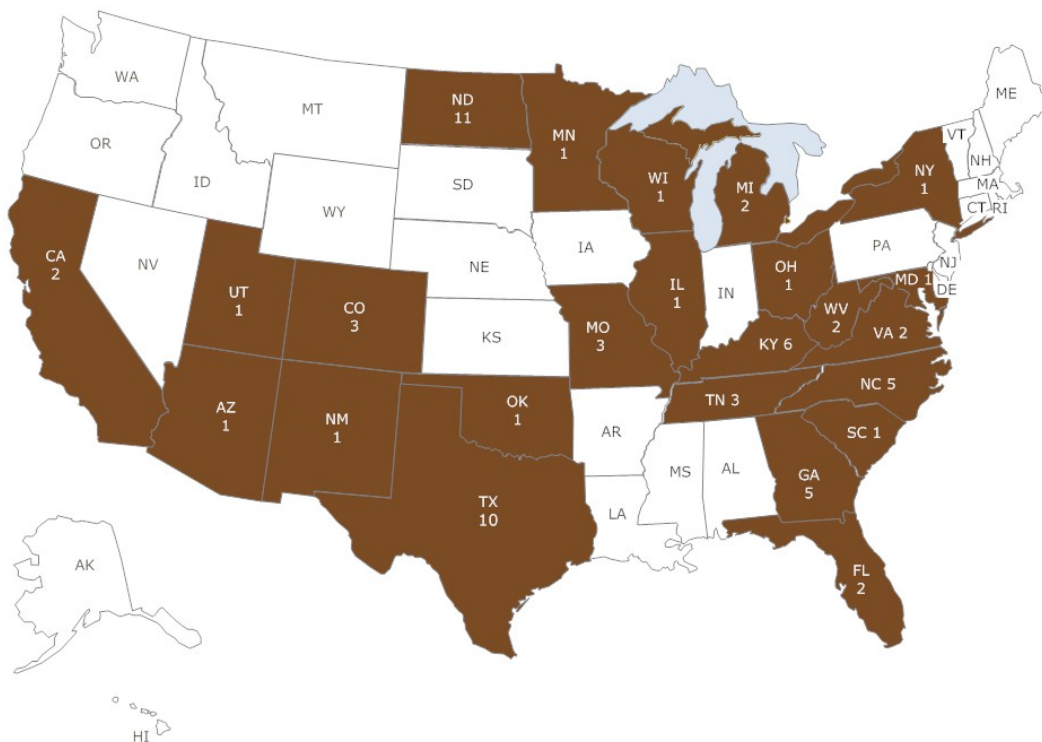 WA
MT
ND
11
MN
1
ME
VT
NH
OR
ID
SD
WI
1
MI
2
NY
1
MA
CT RI
WY
IA
PA
CA
2
NV
NE
NJ
OH
1
MD 1
DE
UT
1
CO
3
IL
1
IN
WV
2
KS
MO
3
KY 6
VA 2
AZ
1
NM
1
OK
1
TN 3
NC 5
AR
SC 1
MS
AL
GA
5
TX
10
LA
AK
FL
2
HI